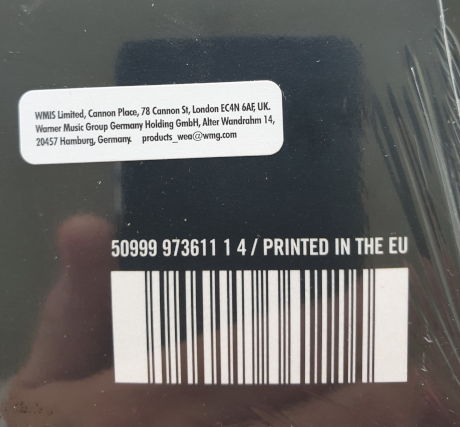 WMIS Limited, Cannon Place, 78 Cannon St, London EC4N 6AF, UK.
Warner Music Group Germany Holding GmbH, Alter Wandrahm 14,
20457 Hamburg, Germany. products_wea@wmg.com
50999 973611 1 4 / PRINTED IN THE EU